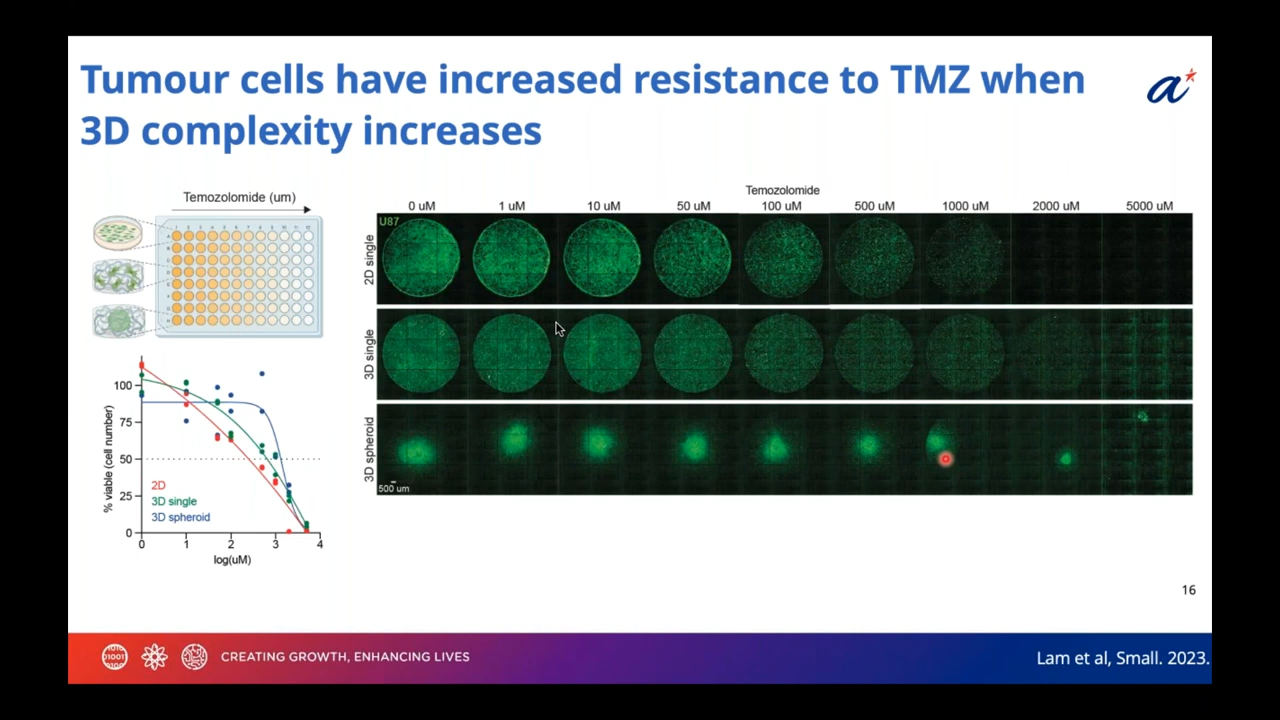 Tumour cells have increased resistance to TMZ when
3D complexity increases
a*
Temozolomide (um)
Temozolomide
0 uM 1 uM 10 uM 50 uM 100 uM 500 uM 1000 uM 2000 uM 5000 uM
U87
2D single
3D single
3D spheroid
500 um
% viable (cell number)
100
75
50
25
0
2D
3D single
3D spheroid
0 1 2 3 4
log(uM)
16
CREATING GROWTH, ENHANCING LIVES
Lam et al, Small. 2023.